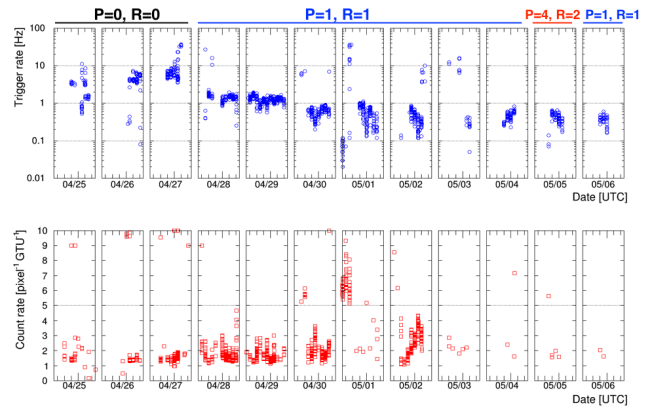 P=0, R=0 P=1, R=1 P=4, R=2 P=1, R=1
Trigger rate [Hz]
100
10
1
0.1
0.01
04/25 04/26 04/27 04/28 04/29 04/30 05/01 05/02 05/03 05/04 05/05 05/06
Date [UTC]
Count rate [pixel⁻¹ GTU⁻¹]
10
9
8
7
6
5
4
3
2
1
0
04/25 04/26 04/27 04/28 04/29 04/30 05/01 05/02 05/03 05/04 05/05 05/06
Date [UTC]